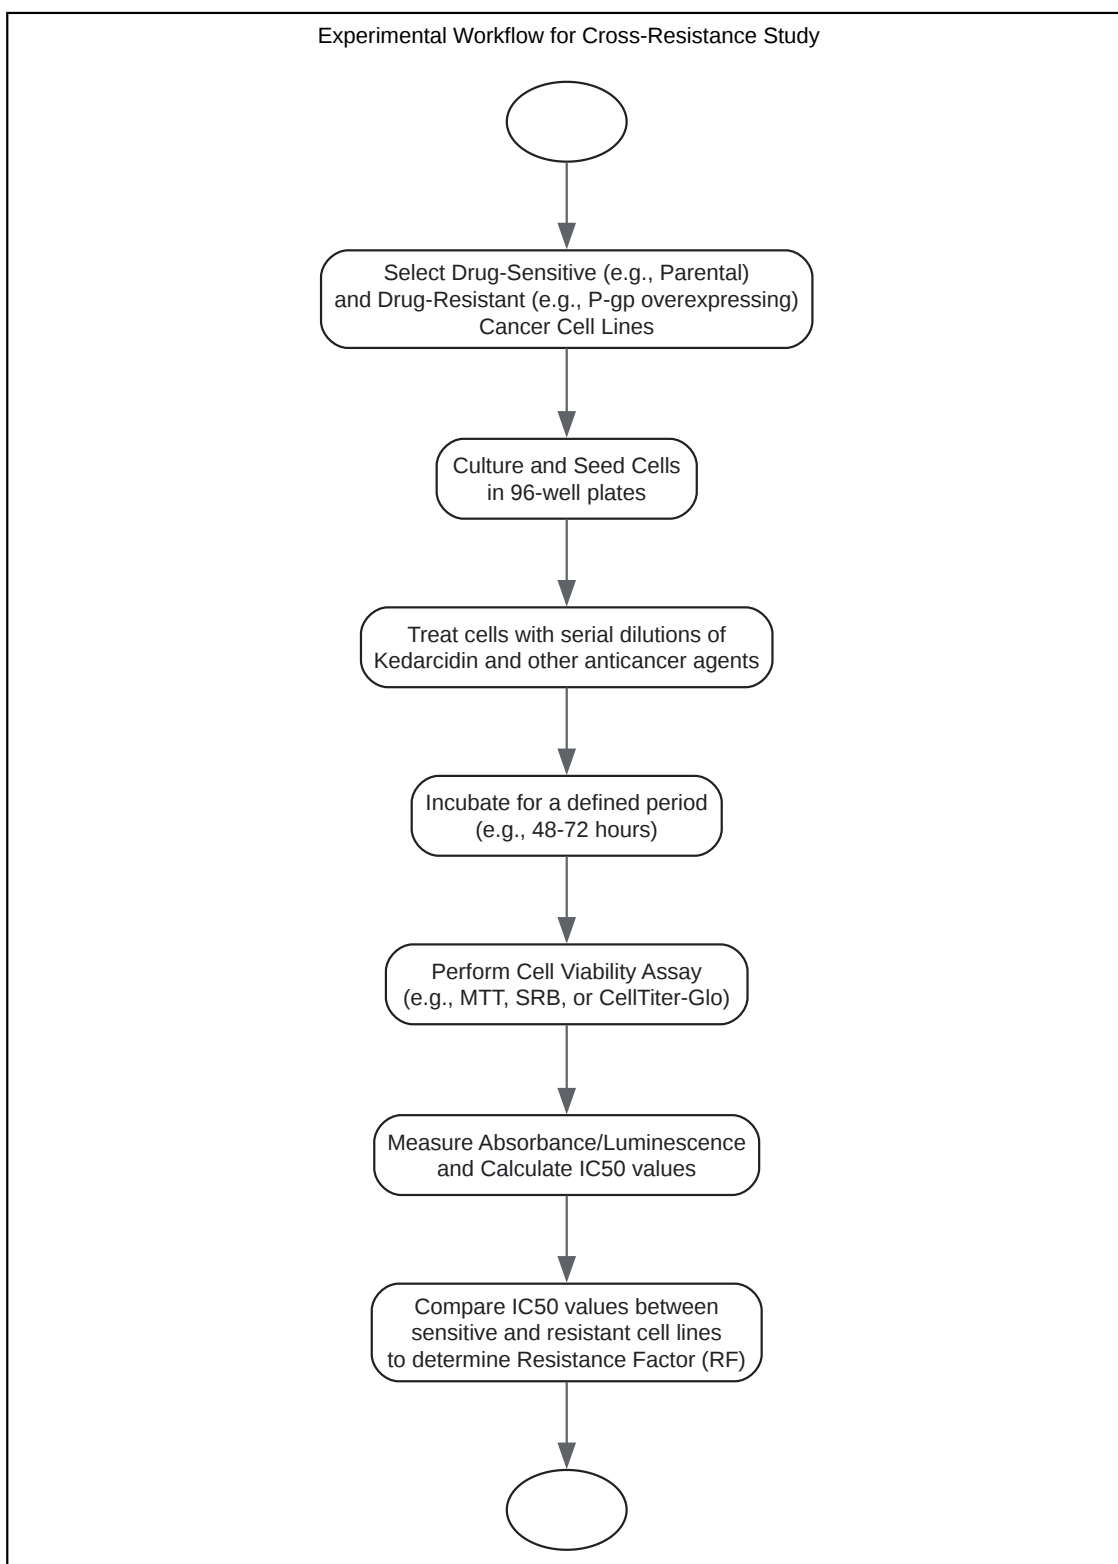 Experimental Workflow for Cross-Resistance Study
Select Drug-Sensitive (e.g., Parental)
and Drug-Resistant (e.g., P-gp overexpressing)
Cancer Cell Lines
Culture and Seed Cells
in 96-well plates
Treat cells with serial dilutions of
Kedarcidin and other anticancer agents
Incubate for a defined period
(e.g., 48-72 hours)
Perform Cell Viability Assay
(e.g., MTT, SRB, or CellTiter-Glo)
Measure Absorbance/Luminescence
and Calculate IC50 values
Compare IC50 values between
sensitive and resistant cell lines
to determine Resistance Factor (RF)